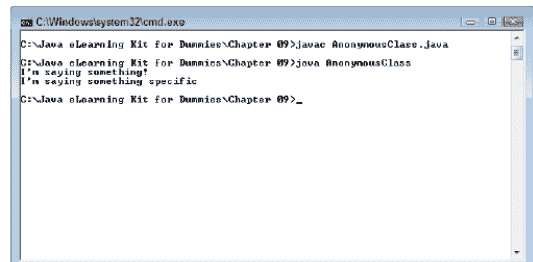 C:\Windows\system32\cmd.exe
C:\Java eLearning Kit for Dummies\Chapter 09>javac AnonymousClass.java
C:\Java eLearning Kit for Dummies\Chapter 09>java AnonymousClass
I'm saying something!
I'm saying something specific
C:\Java eLearning Kit for Dummies\Chapter 09>_